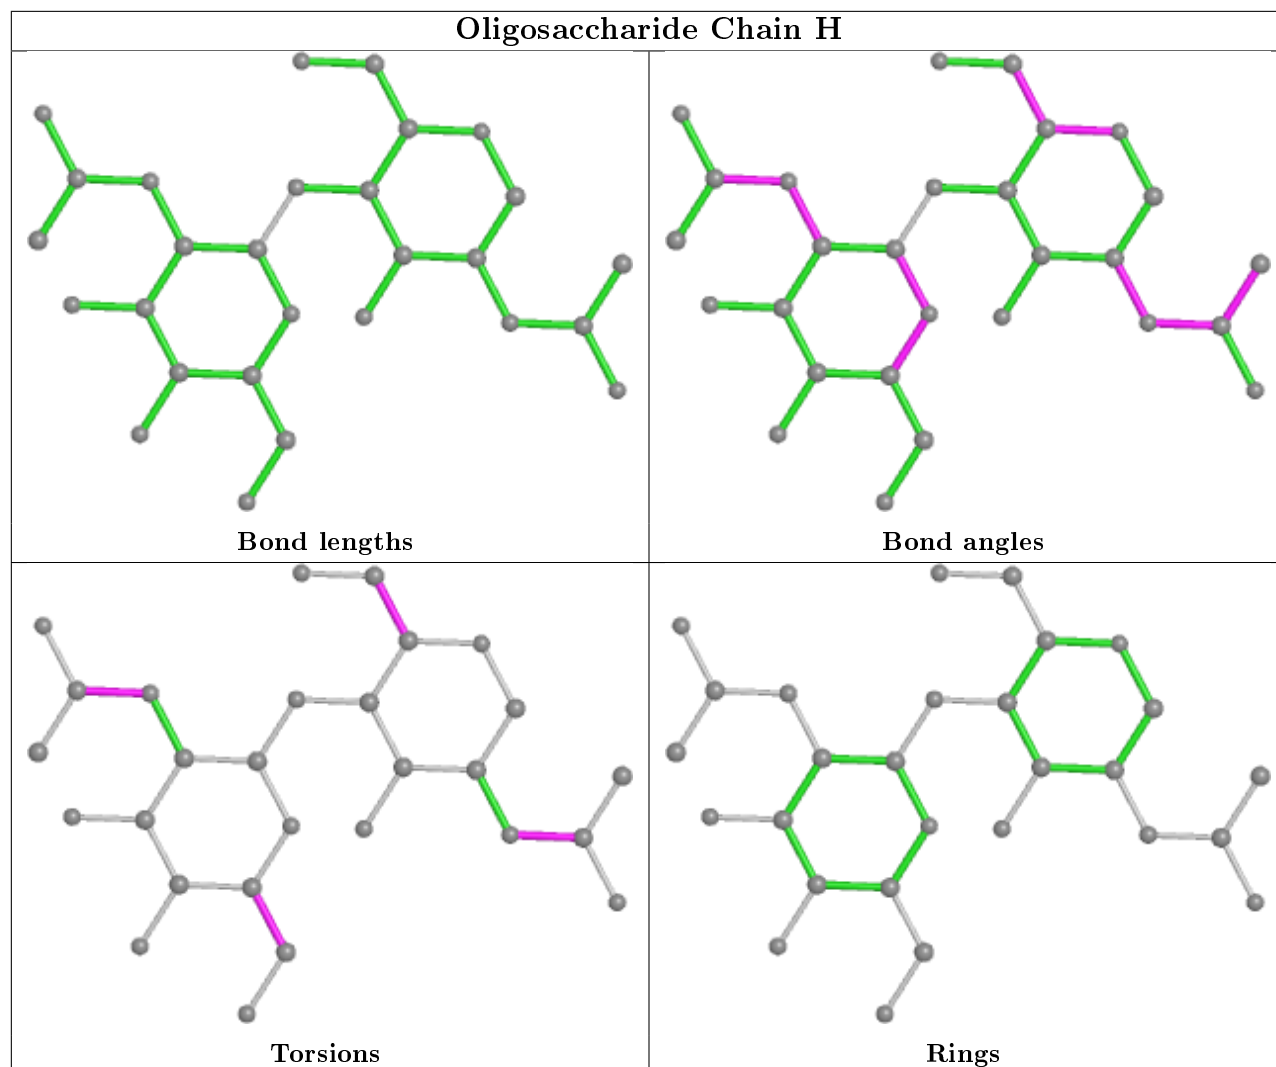 Oligosaccharide Chain H
Bond lengths
Bond angles
Torsions
Rings